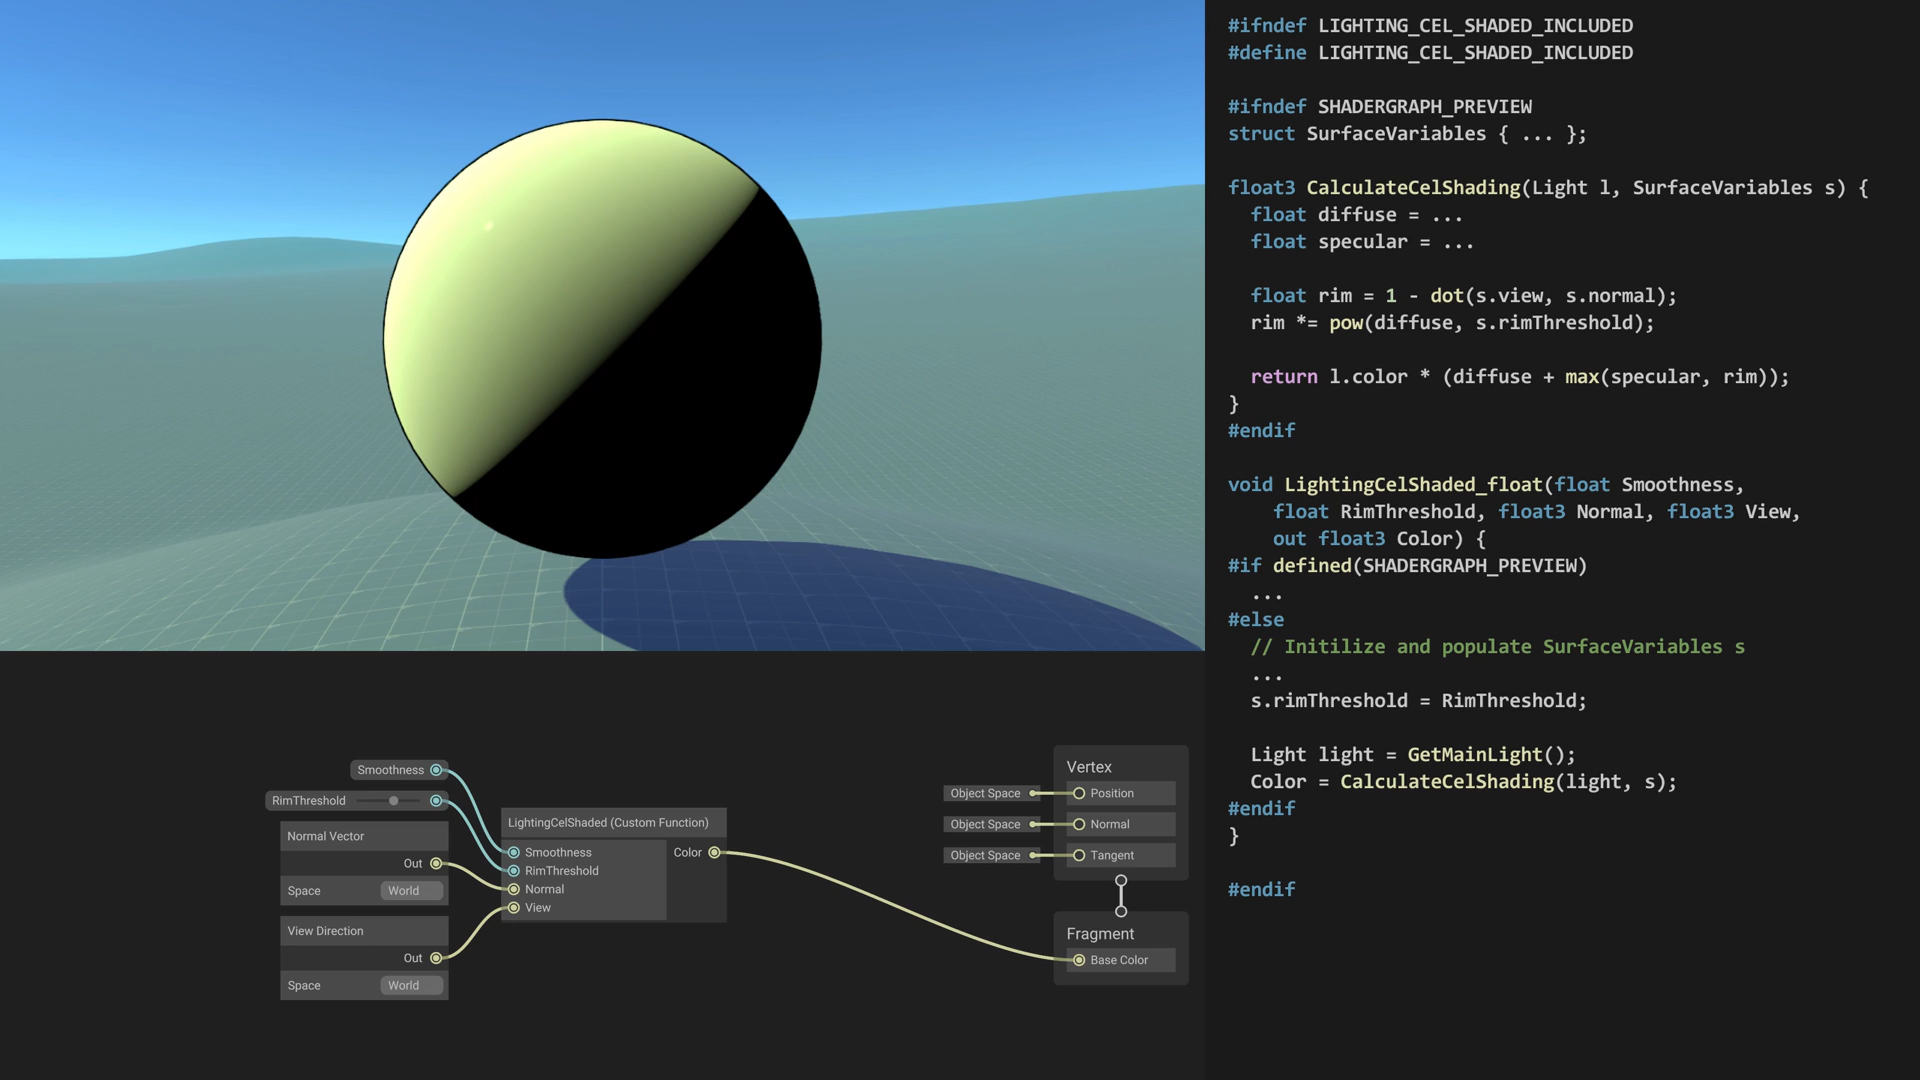 #ifndef LIGHTING_CEL_SHADED_INCLUDED
#define LIGHTING_CEL_SHADED_INCLUDED
#ifndef SHADERGRAPH_PREVIEW
struct SurfaceVariables { ... };
float3 CalculateCelShading(Light l, SurfaceVariables s) {
float diffuse = ...
float specular = ...
float rim = 1 - dot(s.view, s.normal);
rim *= pow(diffuse, s.rimThreshold);
return l.color * (diffuse + max(specular, rim));
}
#endif
void LightingCelShaded_float(float Smoothness,
float RimThreshold, float3 Normal, float3 View,
out float3 Color) {
#if defined(SHADERGRAPH_PREVIEW)
...
#else
// Initilize and populate SurfaceVariables s
...
s.rimThreshold = RimThreshold;
Light light = GetMainLight();
Color = CalculateCelShading(light, s);
#endif
}
#endif
Smoothness
RimThreshold
Normal Vector
Out
Space World
View Direction
Out
Space World
LightingCelShaded (Custom Function)
Smoothness Color
RimThreshold
Normal
View
Vertex
Object Space Position
Object Space Normal
Object Space Tangent
Fragment
Base Color